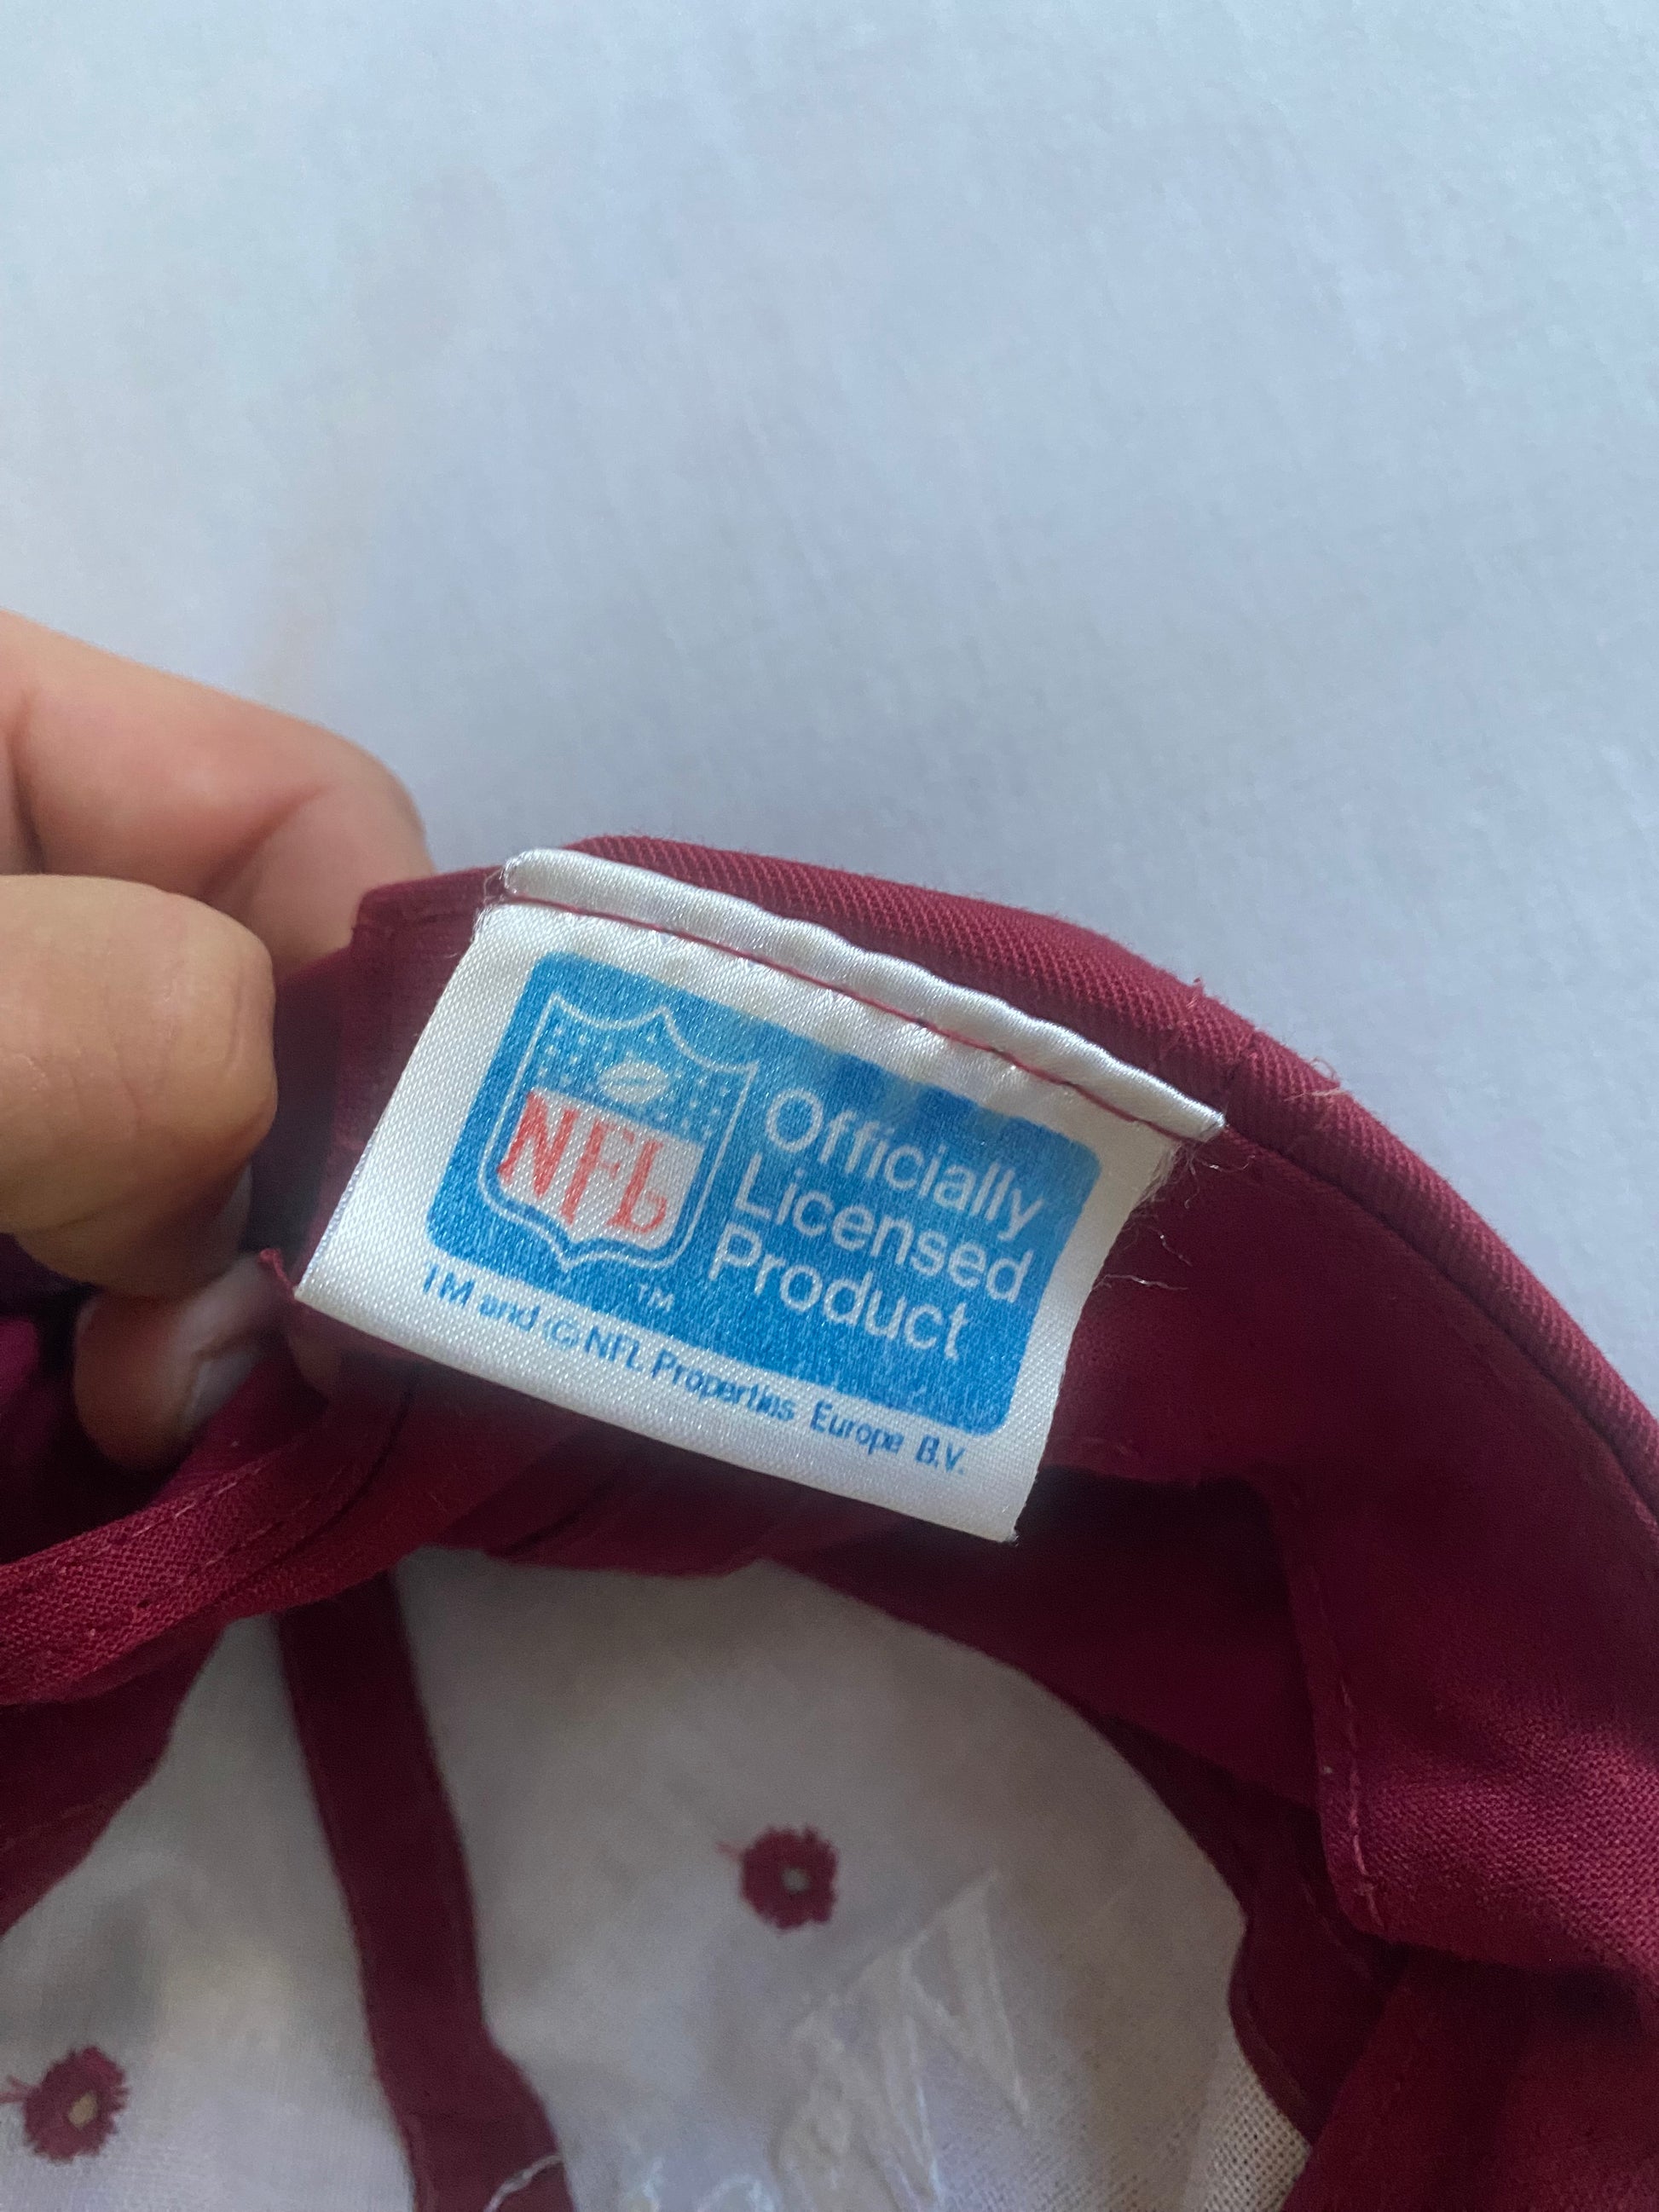 NFL
TM
Officially
Licensed
Product
TM and (C) NFL Properties Europe B.V.